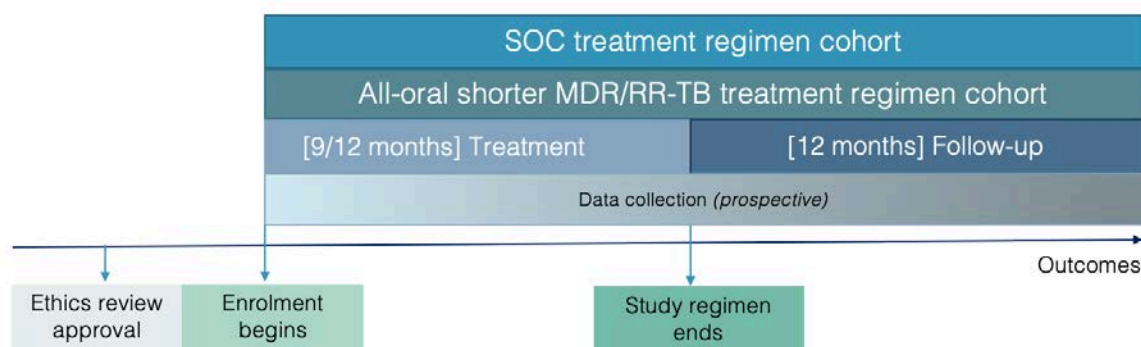 SOC treatment regimen cohort
All-oral shorter MDR/RR-TB treatment regimen cohort
[9/12 months] Treatment
[12 months] Follow-up
Data collection (prospective)
Outcomes
Ethics review
approval
Enrolment
begins
Study regimen
ends